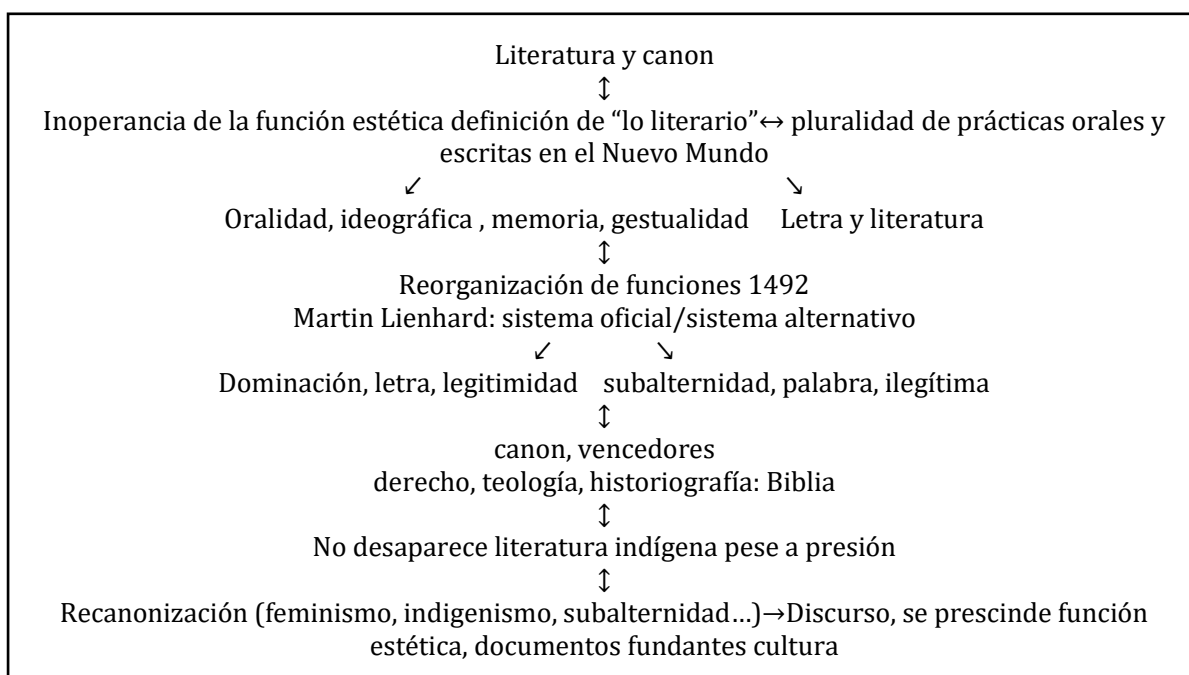 Literatura y canon
↕
Inoperancia de la función estética definición de “lo literario”↔ pluralidad de prácticas orales y
escritas en el Nuevo Mundo
↙ ↘
Oralidad, ideográfica , memoria, gestualidad Letra y literatura
↕
Reorganización de funciones 1492
Martin Lienhard: sistema oficial/sistema alternativo
↙ ↘
Dominación, letra, legitimidad subalternidad, palabra, ilegítima
↕
canon, vencedores
derecho, teología, historiografía: Biblia
↕
No desaparece literatura indígena pese a presión
↕
Recanonización (feminismo, indigenismo, subalternidad…)→Discurso, se prescinde función
estética, documentos fundantes cultura